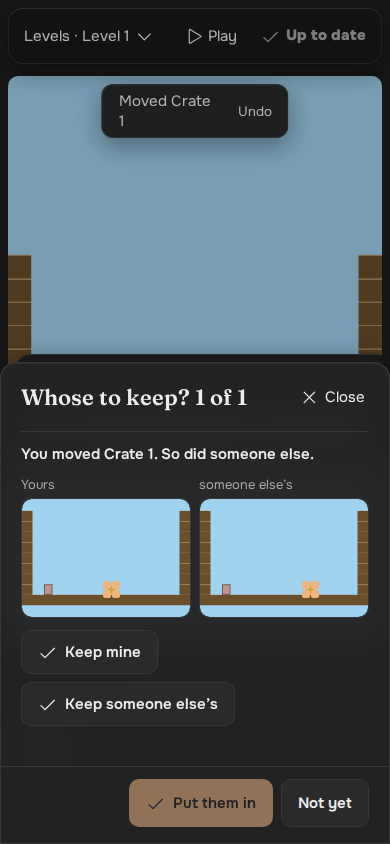 Levels · Level 1
Play
Up to date
Moved Crate
1
Undo
Whose to keep? 1 of 1
Close
You moved Crate 1. So did someone else.
Yours
someone else’s
Keep mine
Keep someone else’s
Put them in
Not yet